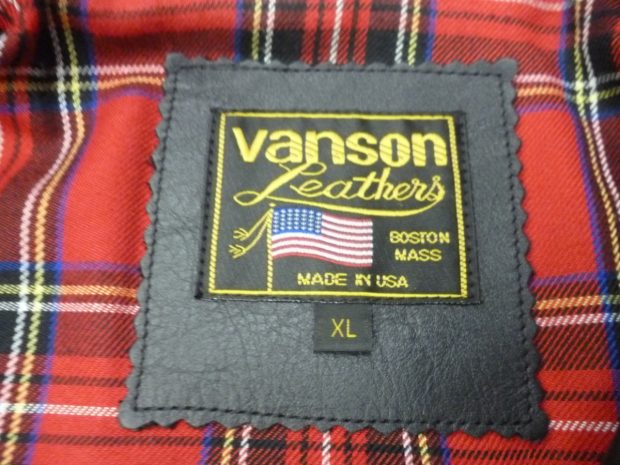 vanson
Leathers
BOSTON
MASS
MADE IN USA
XL